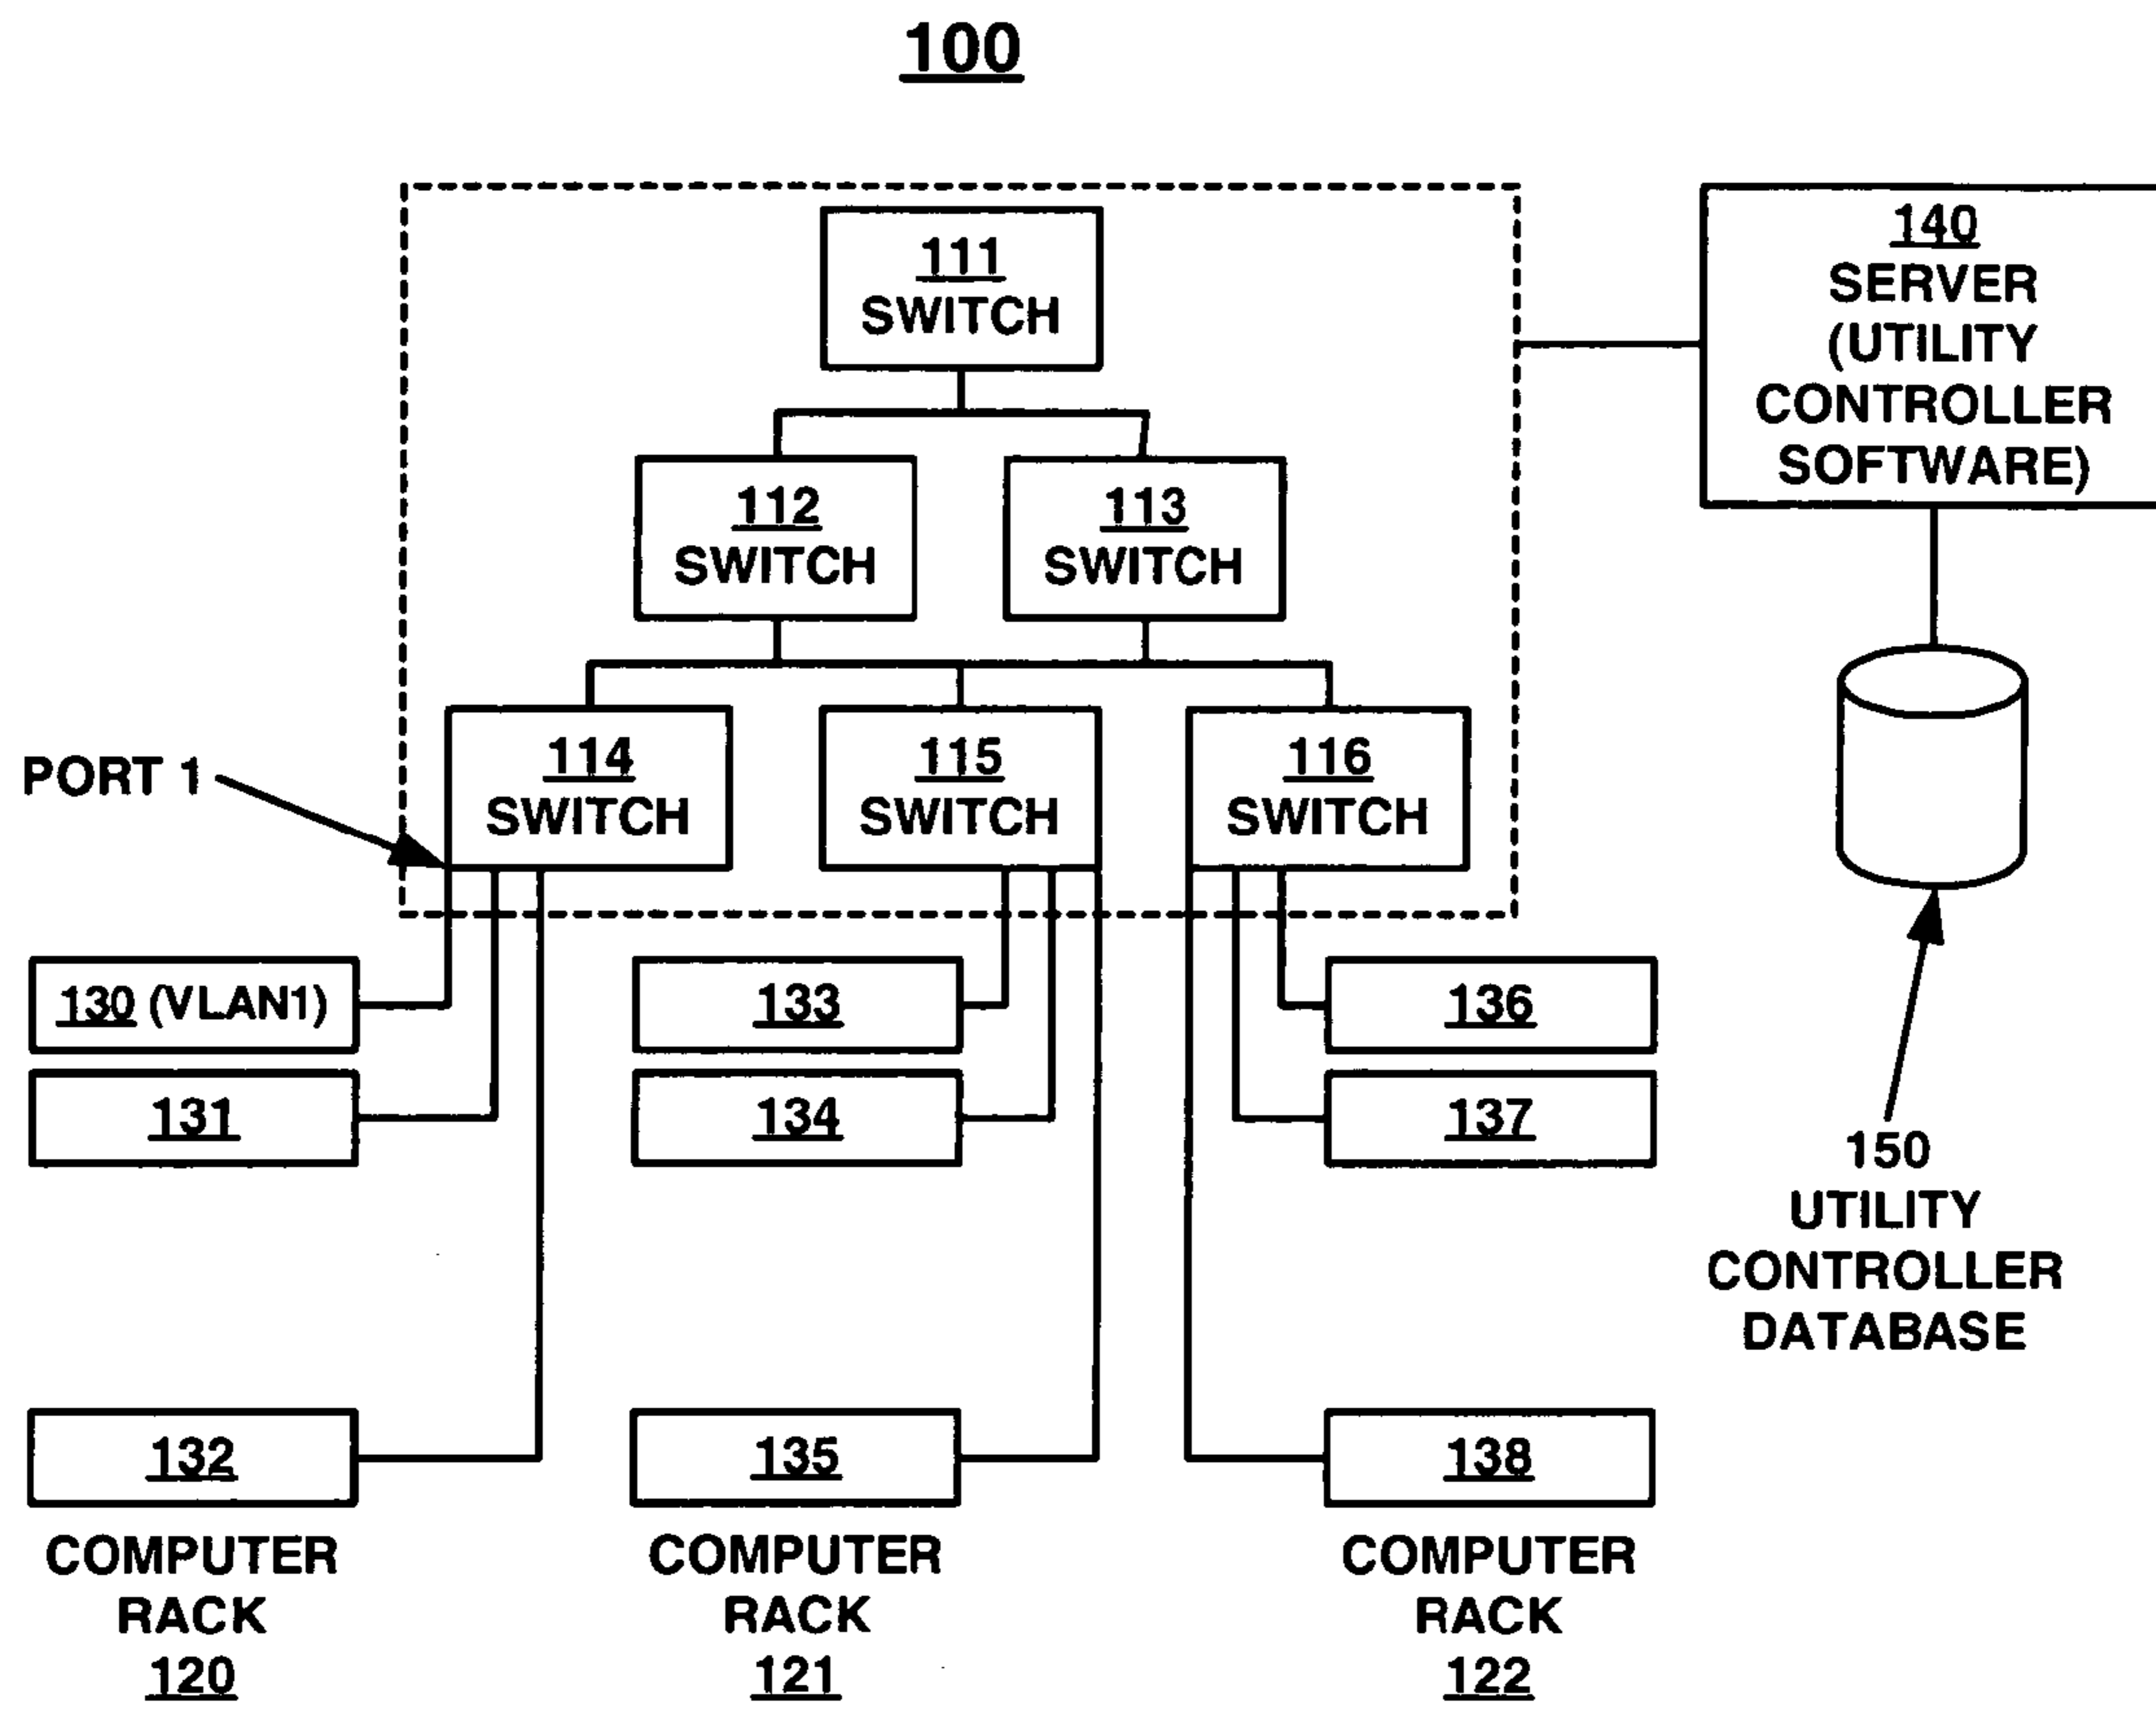 100
111
SWITCH
140
SERVER
(UTILITY
CONTROLLER
SOFTWARE)
112
SWITCH
113
SWITCH
PORT 1
114
SWITCH
115
SWITCH
116
SWITCH
130 (VLAN1)
133
136
131
134
137
150
UTILITY
CONTROLLER
DATABASE
132
135
138
COMPUTER
RACK
120
COMPUTER
RACK
121
COMPUTER
RACK
122